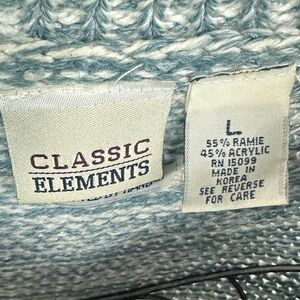 CLASSIC
ELEMENTS
L
55% RAMIE
45% ACRYLIC
RN 15099
MADE IN
KOREA
SEE REVERSE
FOR CARE